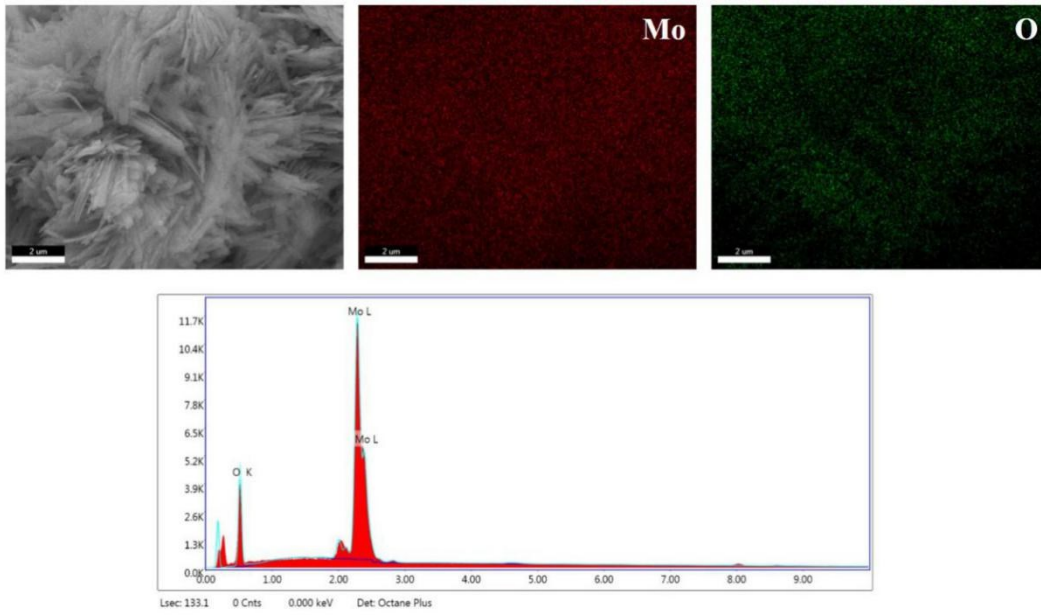 Mo
O
2 um
2 um
2 um
Mo L
11.7K
10.4K
9.1K
7.8K
6.5K
Mo L
5.2K
O K
3.9K
2.6K
1.3K
0.0K
0.00 1.00 2.00 3.00 4.00 5.00 6.00 7.00 8.00 9.00
Lsec: 133.1 0 Cnts 0.000 keV Det: Octane Plus